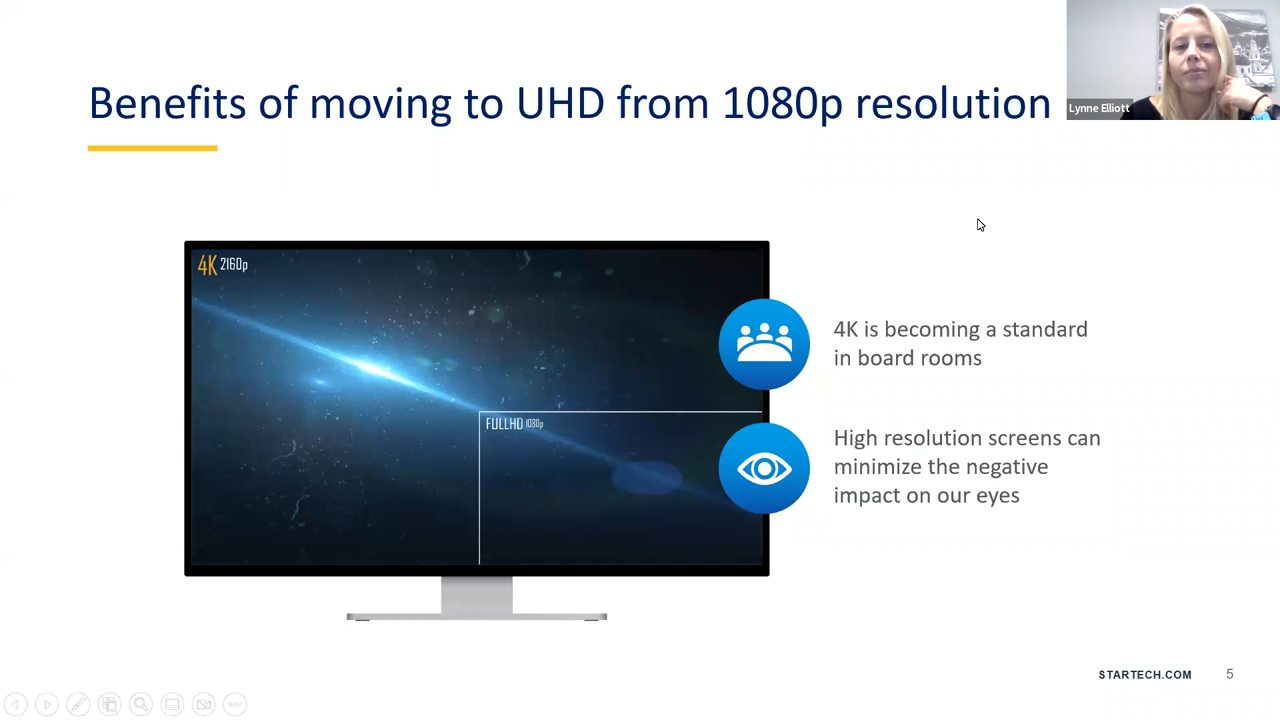 Benefits of moving to UHD from 1080p resolution
Lynne Elliott
4K 2160p
FULLHD 1080p
4K is becoming a standard
in board rooms
High resolution screens can
minimize the negative
impact on our eyes
STARTECH.COM 5